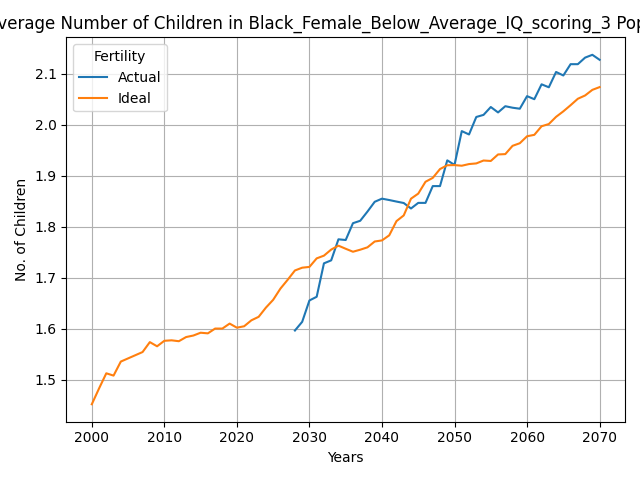 verage Number of Children in Black_Female_Below_Average_IQ_scoring_3 Pop
Fertility
Actual
Ideal
No. of Children
2.1
2.0
1.9
1.8
1.7
1.6
1.5
2000 2010 2020 2030 2040 2050 2060 2070
Years